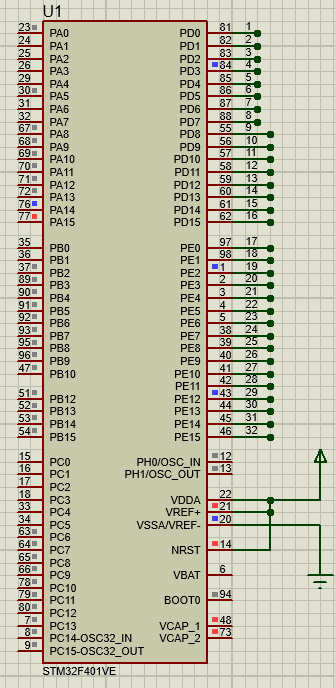 U1
23 PA0 PD0 81 1
24 PA1 PD1 82 2
25 PA2 PD2 83 3
26 PA3 PD3 84 4
29 PA4 PD4 85 5
30 PA5 PD5 86 6
31 PA6 PD6 87 7
32 PA7 PD7 88 8
67 PA8 PD8 55 9
68 PA9 PD9 56 10
69 PA10 PD10 57 11
70 PA11 PD11 58 12
71 PA12 PD12 59 13
72 PA13 PD13 60 14
76 PA14 PD14 61 15
77 PA15 PD15 62 16
35 PB0 PE0 97 17
36 PB1 PE1 98 18
37 PB2 PE2 1 19
89 PB3 PE3 2 20
90 PB4 PE4 3 21
91 PB5 PE5 4 22
92 PB6 PE6 5 23
93 PB7 PE7 38 24
95 PB8 PE8 39 25
96 PB9 PE9 40 26
47 PB10 PE10 41 27
PE11 42 28
51 PB12 PE12 43 29
52 PB13 PE13 44 30
53 PB14 PE14 45 31
54 PB15 PE15 46 32
15 PC0 PH0/OSC_IN 12
16 PC1 PH1/OSC_OUT 13
17 PC2
18 PC3 VDDA 22
33 PC4 VREF+ 21
34 PC5 VSSA/VREF- 20
63 PC6
64 PC7 NRST 14
65 PC8
66 PC9 VBAT 6
78 PC10
79 PC11 BOOT0 94
80 PC12
7 PC13 VCAP_1 48
8 PC14-OSC32_IN VCAP_2 73
9 PC15-OSC32_OUT
STM32F401VE